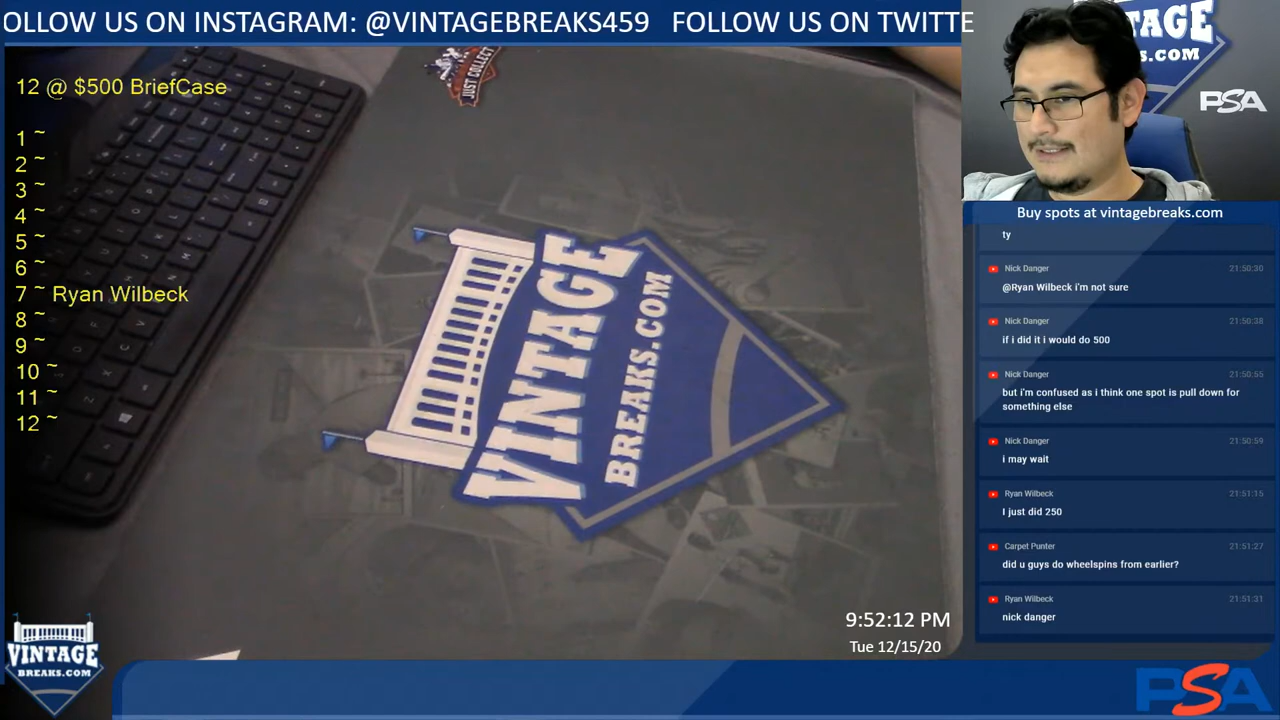 OLLOW US ON INSTAGRAM: @VINTAGEBREAKS459 FOLLOW US ON TWITTE
12 @ $500 BriefCase
1 ~
2 ~
3 ~
4 ~
5 ~
6 ~
7 ~ Ryan Wilbeck
8 ~
9 ~
10 ~
11 ~
12 ~
JUST COLLECT
VINTAGE
BREAKS.COM
TAGE
S.COM
PSA
Buy spots at vintagebreaks.com
ty
Nick Danger 21:50:30
@Ryan Wilbeck i'm not sure
Nick Danger 21:50:38
if i did it i would do 500
Nick Danger 21:50:55
but i'm confused as i think one spot is pull down for
something else
Nick Danger 21:50:59
i may wait
Ryan Wilbeck 21:51:15
I just did 250
Carpet Punter 21:51:27
did u guys do wheelspins from earlier?
Ryan Wilbeck 21:51:31
nick danger
9:52:12 PM
Tue 12/15/20
VINTAGE
BREAKS.COM
PSA